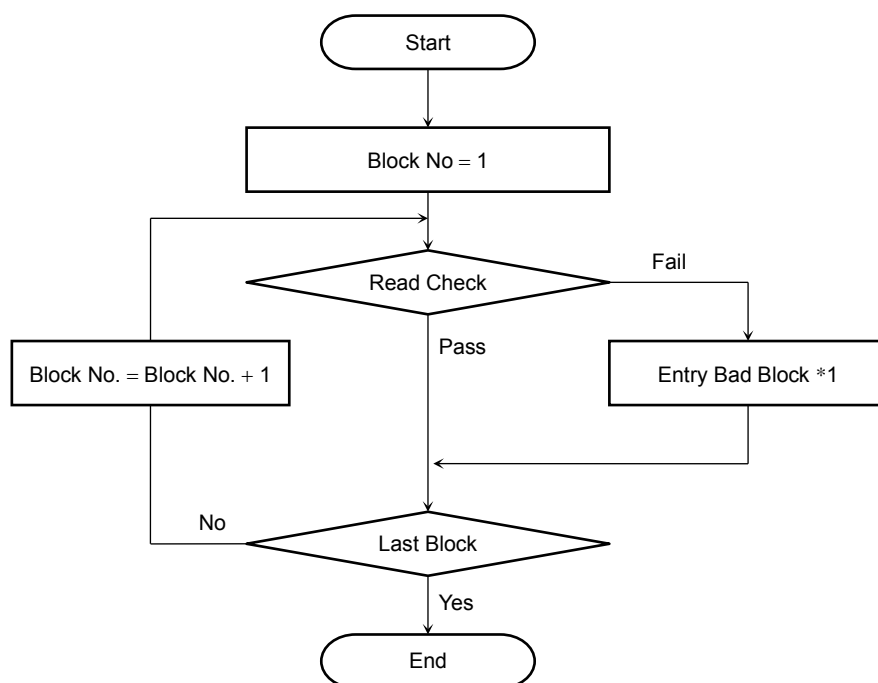 Start
Block No = 1
Read Check
Fail
Pass
Block No. = Block No. + 1
Entry Bad Block *1
No
Last Block
Yes
End